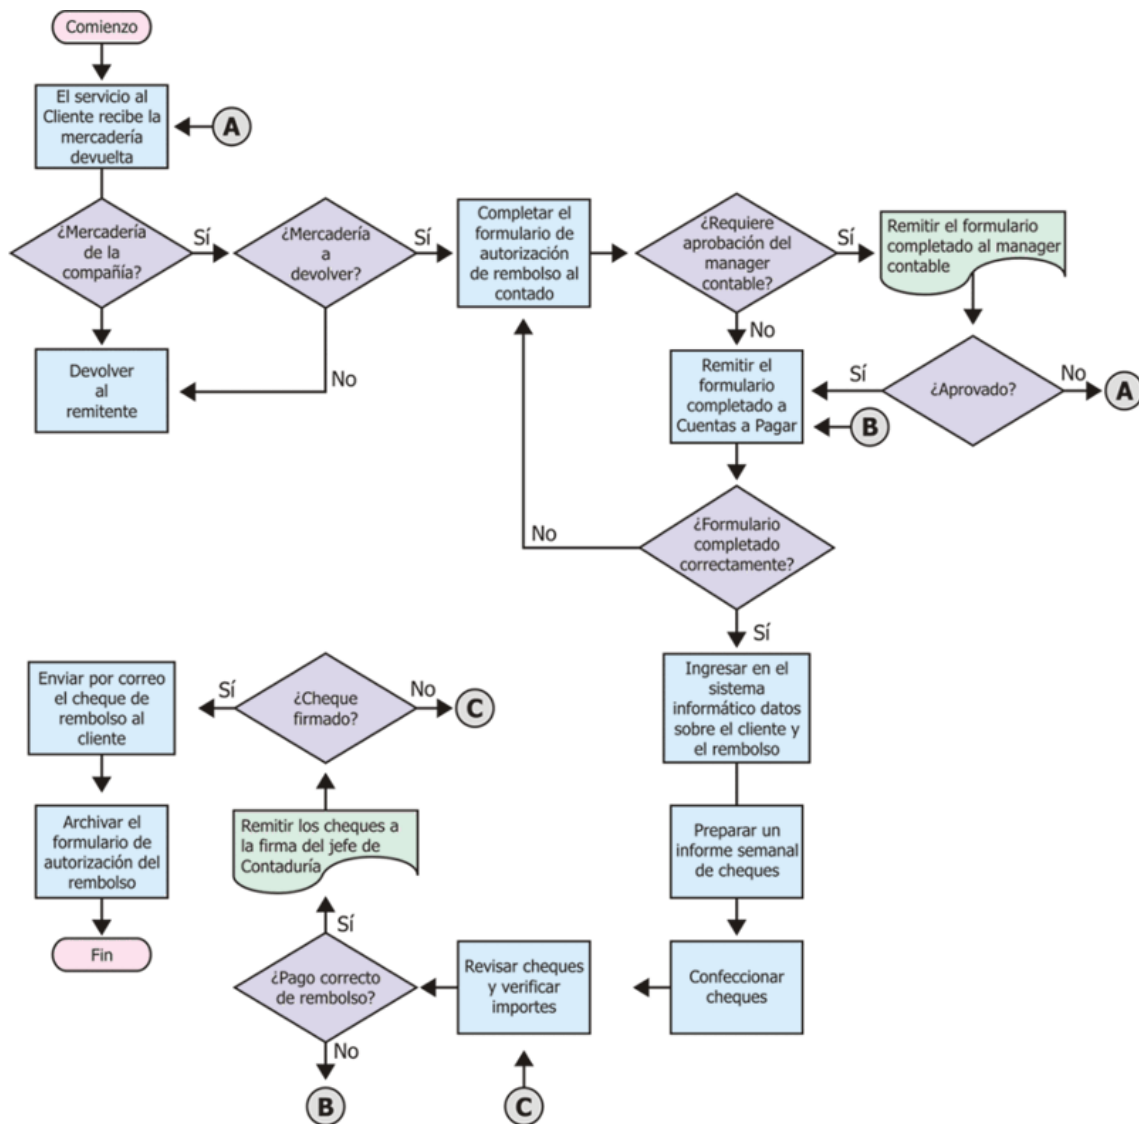 Comienzo
El servicio al
Cliente recibe la
mercadería
devuelta
A
¿Mercadería
de la
compañía?
Sí
¿Mercadería
a
devolver?
Sí
Completar el
formulario de
autorización
de rembolso al
contado
¿Requiere
aprobación del
manager
contable?
Sí
Remitir el formulario
completado al manager
contable
No
Devolver
al
remitente
No
Remitir el
formulario
completado a
Cuentas a Pagar
Sí
¿Aprovado?
No
A
B
¿Formulario
completado
correctamente?
No
Sí
Enviar por correo
el cheque de
rembolso al
cliente
Sí
¿Cheque
firmado?
No
C
Ingresar en el
sistema
informático datos
sobre el cliente y
el rembolso
Archivar el
formulario de
autorización del
rembolso
Remitir los cheques a
la firma del jefe de
Contaduría
Preparar un
informe semanal
de cheques
Sí
Fin
¿Pago correcto
de rembolso?
Revisar cheques
y verificar
importes
Confeccionar
cheques
No
B
C